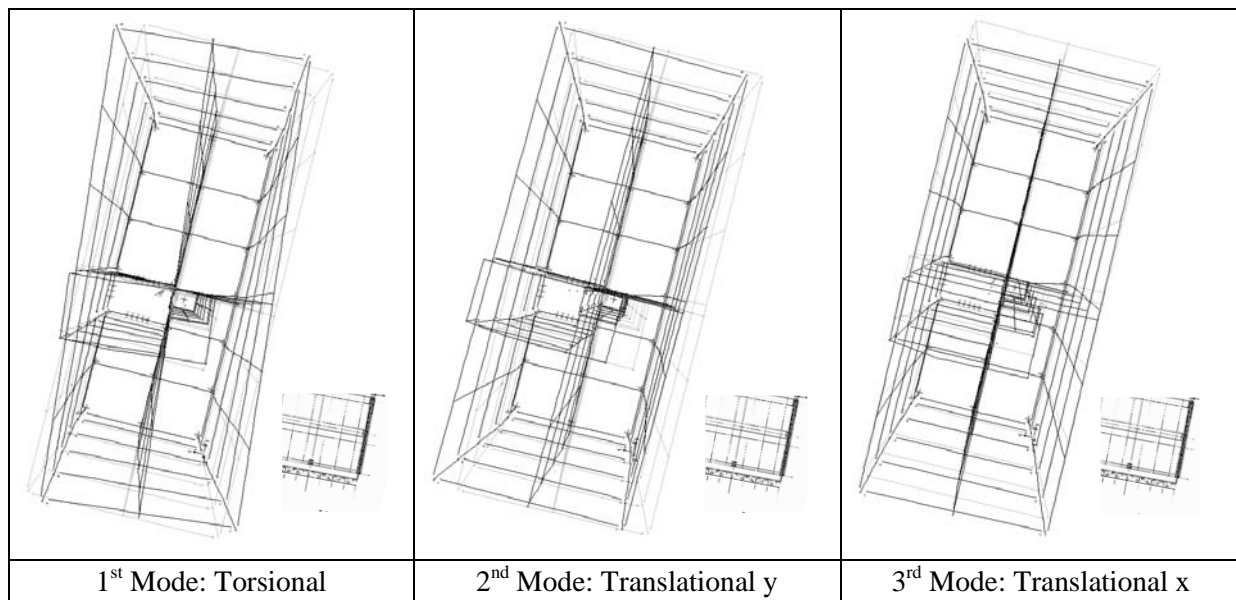 1st Mode: Torsional
2nd Mode: Translational y
3rd Mode: Translational x